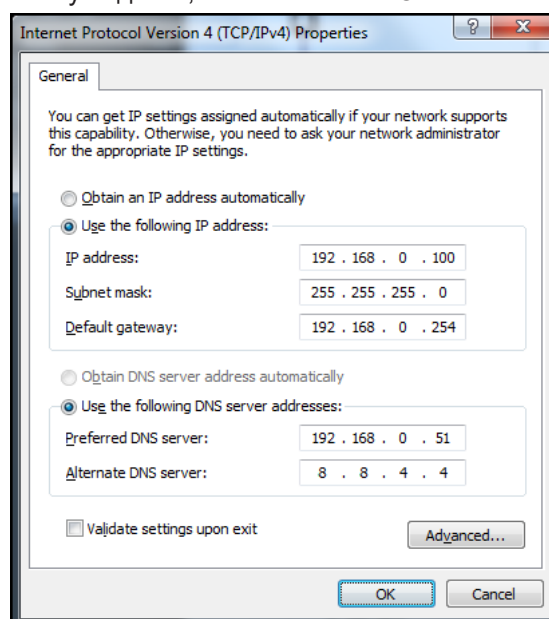 Internet Protocol Version 4 (TCP/IPv4) Properties
General
You can get IP settings assigned automatically if your network supports
this capability. Otherwise, you need to ask your network administrator
for the appropriate IP settings.
Obtain an IP address automatically
Use the following IP address:
IP address: 192 . 168 . 0 . 100
Subnet mask: 255 . 255 . 255 . 0
Default gateway: 192 . 168 . 0 . 254
Obtain DNS server address automatically
Use the following DNS server addresses:
Preferred DNS server: 192 . 168 . 0 . 51
Alternate DNS server: 8 . 8 . 4 . 4
Validate settings upon exit
Advanced...
OK Cancel